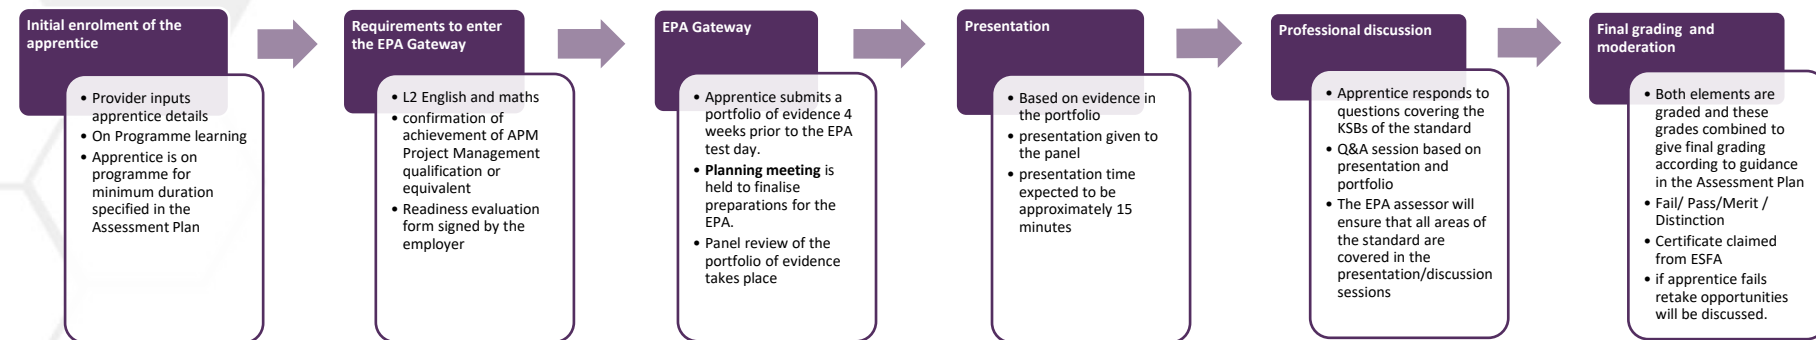 Initial enrolment of the
apprentice
• Provider inputs
apprentice details
• On Programme learning
• Apprentice is on
programme for
minimum duration
specified in the
Assessment Plan
Requirements to enter
the EPA Gateway
• L2 English and maths
• confirmation of
achievement of APM
Project Management
qualification or
equivalent
• Readiness evaluation
form signed by the
employer
EPA Gateway
• Apprentice submits a
portfolio of evidence 4
weeks prior to the EPA
test day.
• Planning meeting is
held to finalise
preparations for the
EPA.
• Panel review of the
portfolio of evidence
takes place
Presentation
• Based on evidence in
the portfolio
• presentation given to
the panel
• presentation time
expected to be
approximately 15
minutes
Professional discussion
• Apprentice responds to
questions covering the
KSBs of the standard
• Q&A session based on
presentation and
portfolio
• The EPA assessor will
ensure that all areas of
the standard are
covered in the
presentation/discussion
sessions
Final grading and
moderation
• Both elements are
graded and these
grades combined to
give final grading
according to guidance
in the Assessment Plan
• Fail/ Pass/Merit /
Distinction
• Certificate claimed
from ESFA
• if apprentice fails
retake opportunities
will be discussed.